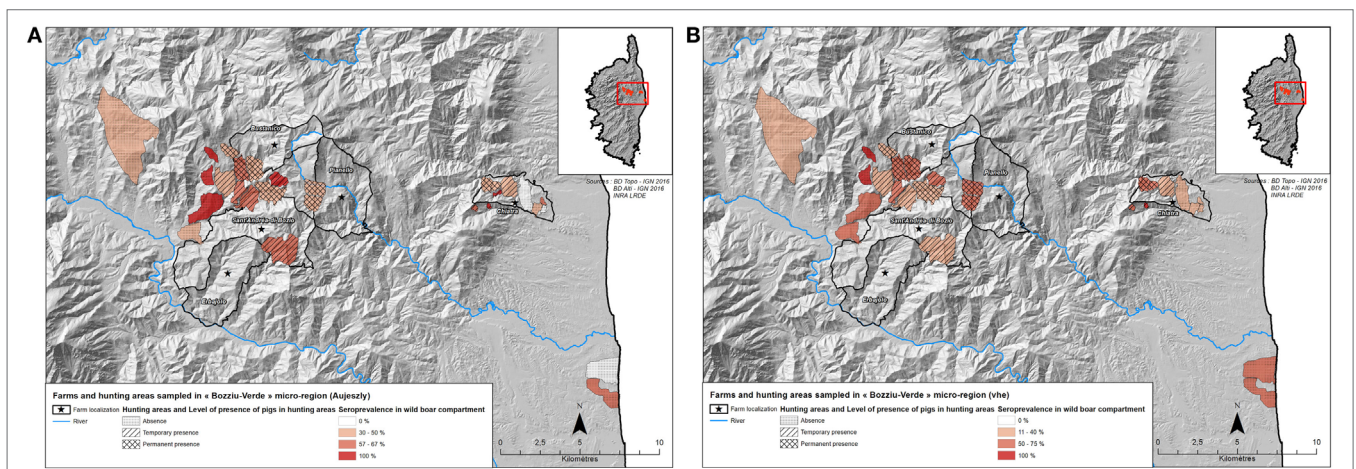 A
Bustanico
Pianello
Sant'Andréa-di-Bozio
Erbajolo
Chiatra
Sources : BD Topo - IGN 2016
BD Alti - IGN 2016
INRA LRDE
Farms and hunting areas sampled in « Bozziu-Verde » micro-region (Aujeszly)
Farm localization
River
Hunting areas and Level of presence of pigs in hunting areas
Absence
Temporary presence
Permanent presence
Seroprevalence in wild boar compartment
0 %
30 - 50 %
57 - 67 %
100 %
0 2,5 5 10
Kilomètres
B
Bustanico
Pianello
Sant'Andréa-di-Bozio
Erbajolo
Chiatra
Sources : BD Topo - IGN 2016
BD Alti - IGN 2016
INRA LRDE
Farms and hunting areas sampled in « Bozziu-Verde » micro-region (vhe)
Farm localization
River
Hunting areas and Level of presence of pigs in hunting areas
Absence
Temporary presence
Permanent presence
Seroprevalence in wild boar compartment
0 %
11 - 40 %
50 - 75 %
100 %
0 2,5 5 10
Kilomètres